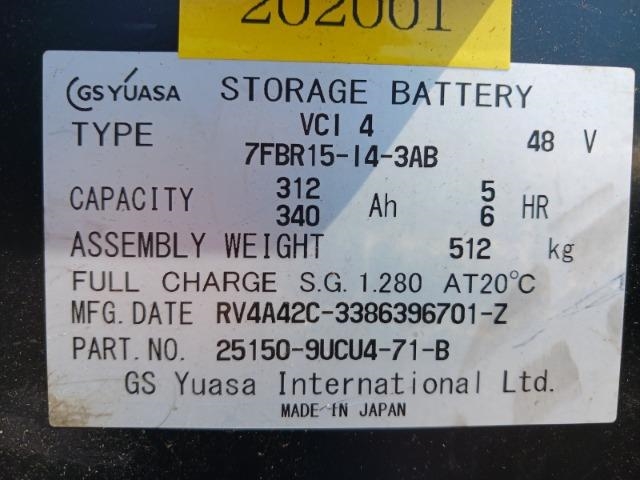 202001
GS YUASA STORAGE BATTERY
TYPE VCI 4 48 V
7FBR15-14-3AB
CAPACITY 312 Ah 5 HR
340 6
ASSEMBLY WEIGHT 512 kg
FULL CHARGE S.G. 1.280 AT20°C
MFG. DATE RV4A42C-3386396701-Z
PART. NO. 25150-9UCU4-71-B
GS Yuasa International Ltd.
MADE IN JAPAN